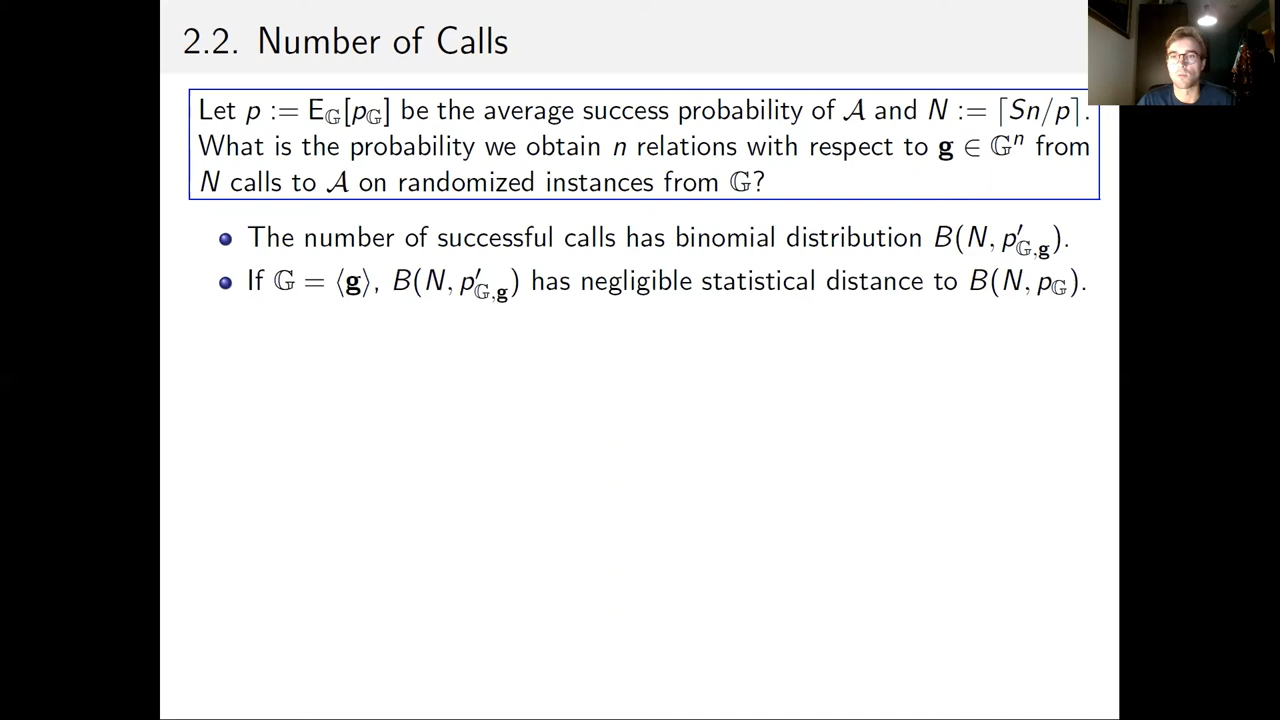 2.2. Number of Calls
Let p := E_𝔾[p_𝔾] be the average success probability of 𝒜 and N := ⌈Sn/p⌉.
What is the probability we obtain n relations with respect to 𝐠 ∈ 𝔾ⁿ from
N calls to 𝒜 on randomized instances from 𝔾?
The number of successful calls has binomial distribution B(N, p′_{𝔾,𝐠}).
If 𝔾 = ⟨𝐠⟩, B(N, p′_{𝔾,𝐠}) has negligible statistical distance to B(N, p_𝔾).